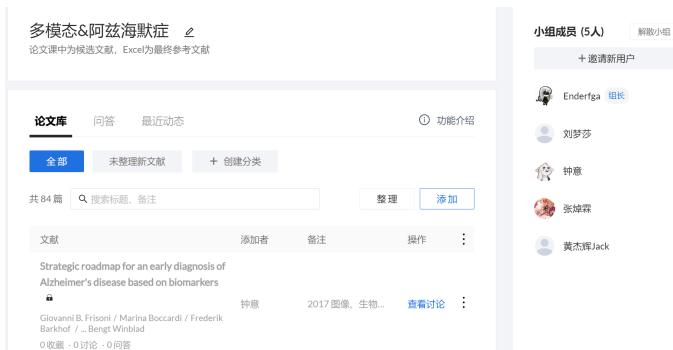 多模态&阿兹海默症
论文课中为候选文献，Excel为最终参考文献
论文库 问答 最近动态 功能介绍
全部 未整理新文献 + 创建分类
共 84 篇 搜索标题、备注 整理 添加
文献 添加者 备注 操作
Strategic roadmap for an early diagnosis of
Alzheimer's disease based on biomarkers
钟意 2017 图像、生物... 查看讨论
Giovanni B. Frisoni / Marina Boccardi / Frederik
Barkhof / ... Bengt Winblad
0 收藏 · 0 讨论 · 0 问答
小组成员 (5人) 解散小组
+ 邀请新用户
Enderfga 组长
刘梦莎
钟意
张焯霖
黄杰辉Jack